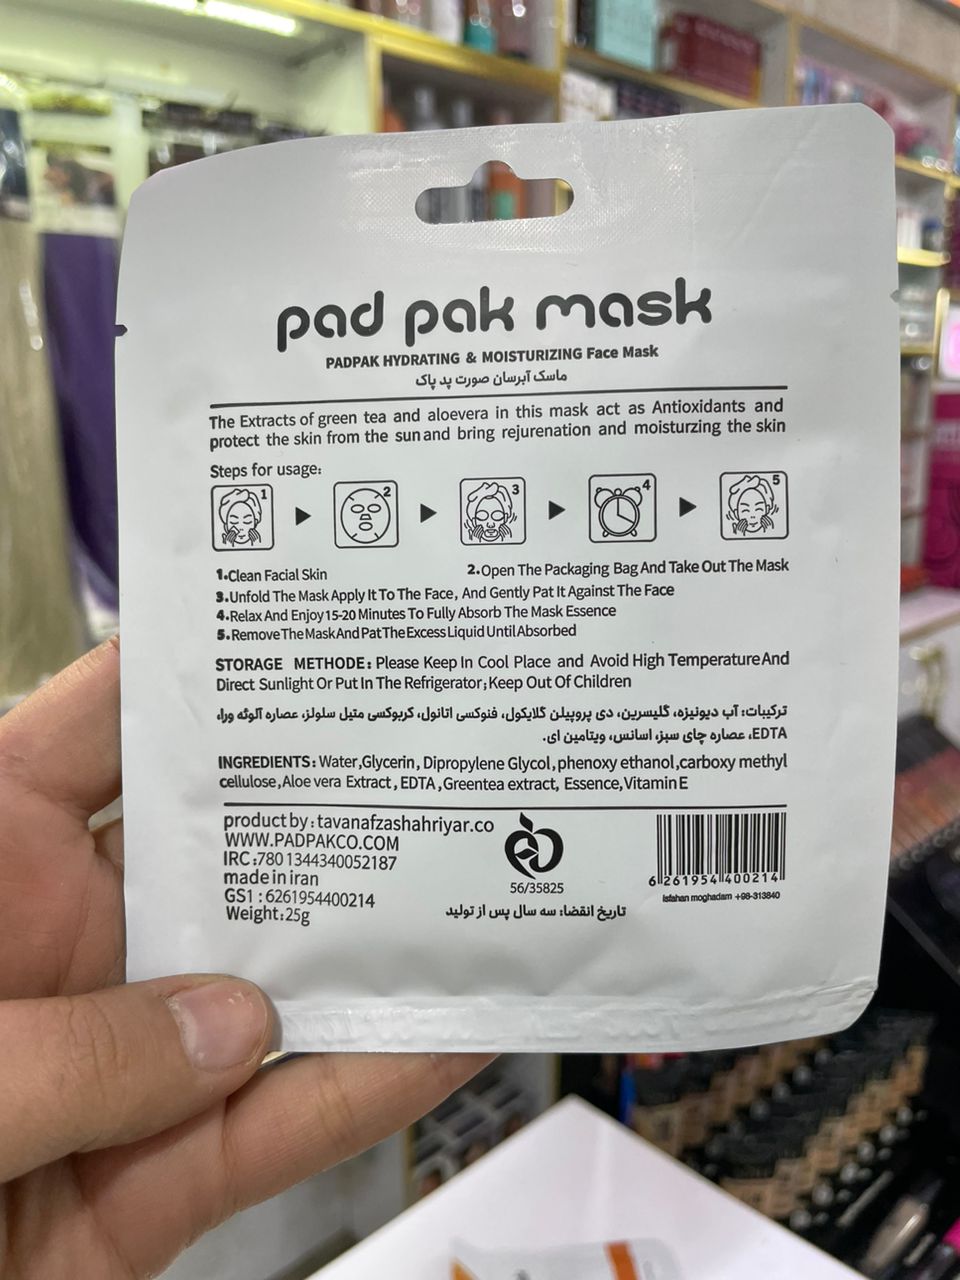 pad pak mask
PADPAK HYDRATING & MOISTURIZING Face Mask
ماسک آبرسان صورت پد پاک
The Extracts of green tea and aloevera in this mask act as Antioxidants and
protect the skin from the sun and bring rejurenation and moisturzing the skin
Steps for usage:
1 2 3 4 5
1.Clean Facial Skin 2.Open The Packaging Bag And Take Out The Mask
3.Unfold The Mask Apply It To The Face, And Gently Pat It Against The Face
4.Relax And Enjoy 15-20 Minutes To Fully Absorb The Mask Essence
5.Remove The Mask And Pat The Excess Liquid Until Absorbed
STORAGE METHODE: Please Keep In Cool Place and Avoid High Temperature And
Direct Sunlight Or Put In The Refrigerator; Keep Out Of Children
ترکیبات: آب دیونیزه، گلیسرین، دی پروپیلن گلایکول، فنوکسی اتانول، کربوکسی متیل سلولز، عصاره آلوئه ورا،
EDTA، عصاره چای سبز، اسانس، ویتامین ای.
INGREDIENTS: Water,Glycerin, Dipropylene Glycol,phenoxy ethanol,carboxy methyl
cellulose,Aloe vera Extract, EDTA,Greentea extract, Essence,Vitamin E
product by: tavanafzashahriyar.co
WWW.PADPAKCO.COM
IRC:7801344340052187
made in iran
GS1 : 6261954400214
Weight:25g
56/35825
تاریخ انقضا: سه سال پس از تولید
6 261954 400214
Isfahan moghadam +98-313840